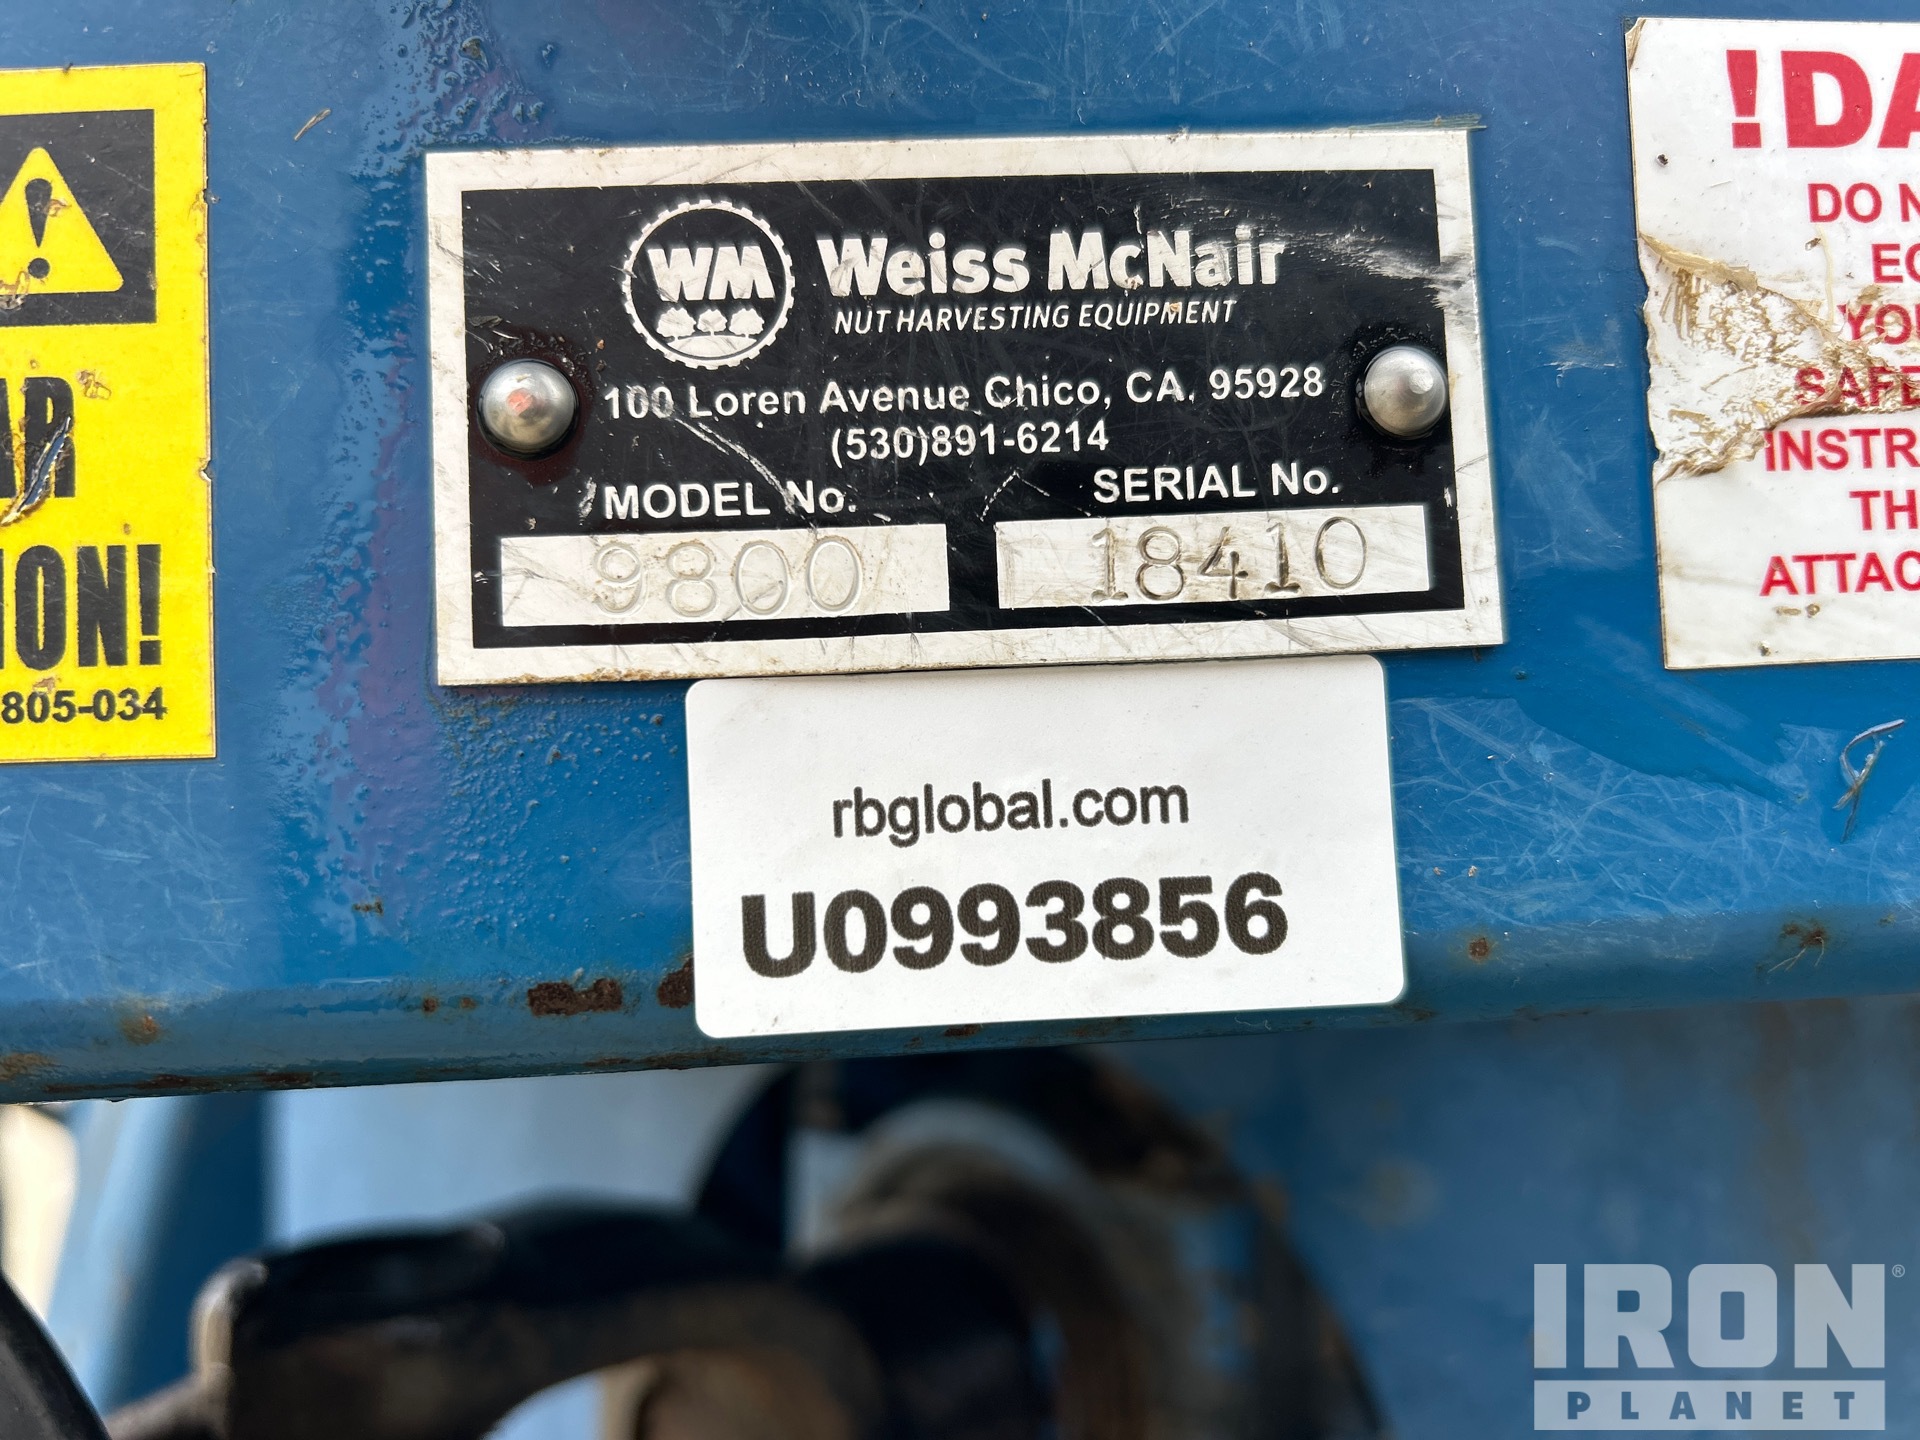 WM
Weiss McNair
NUT HARVESTING EQUIPMENT
100 Loren Avenue Chico, CA. 95928
(530)891-6214
MODEL No.
SERIAL No.
9800
18410
rbglobal.com
U0993856
AR
ION!
805-034
!DA
DO N
EQ
YOU
SAFE
INSTR
TH
ATTAC
IRON®
PLANET